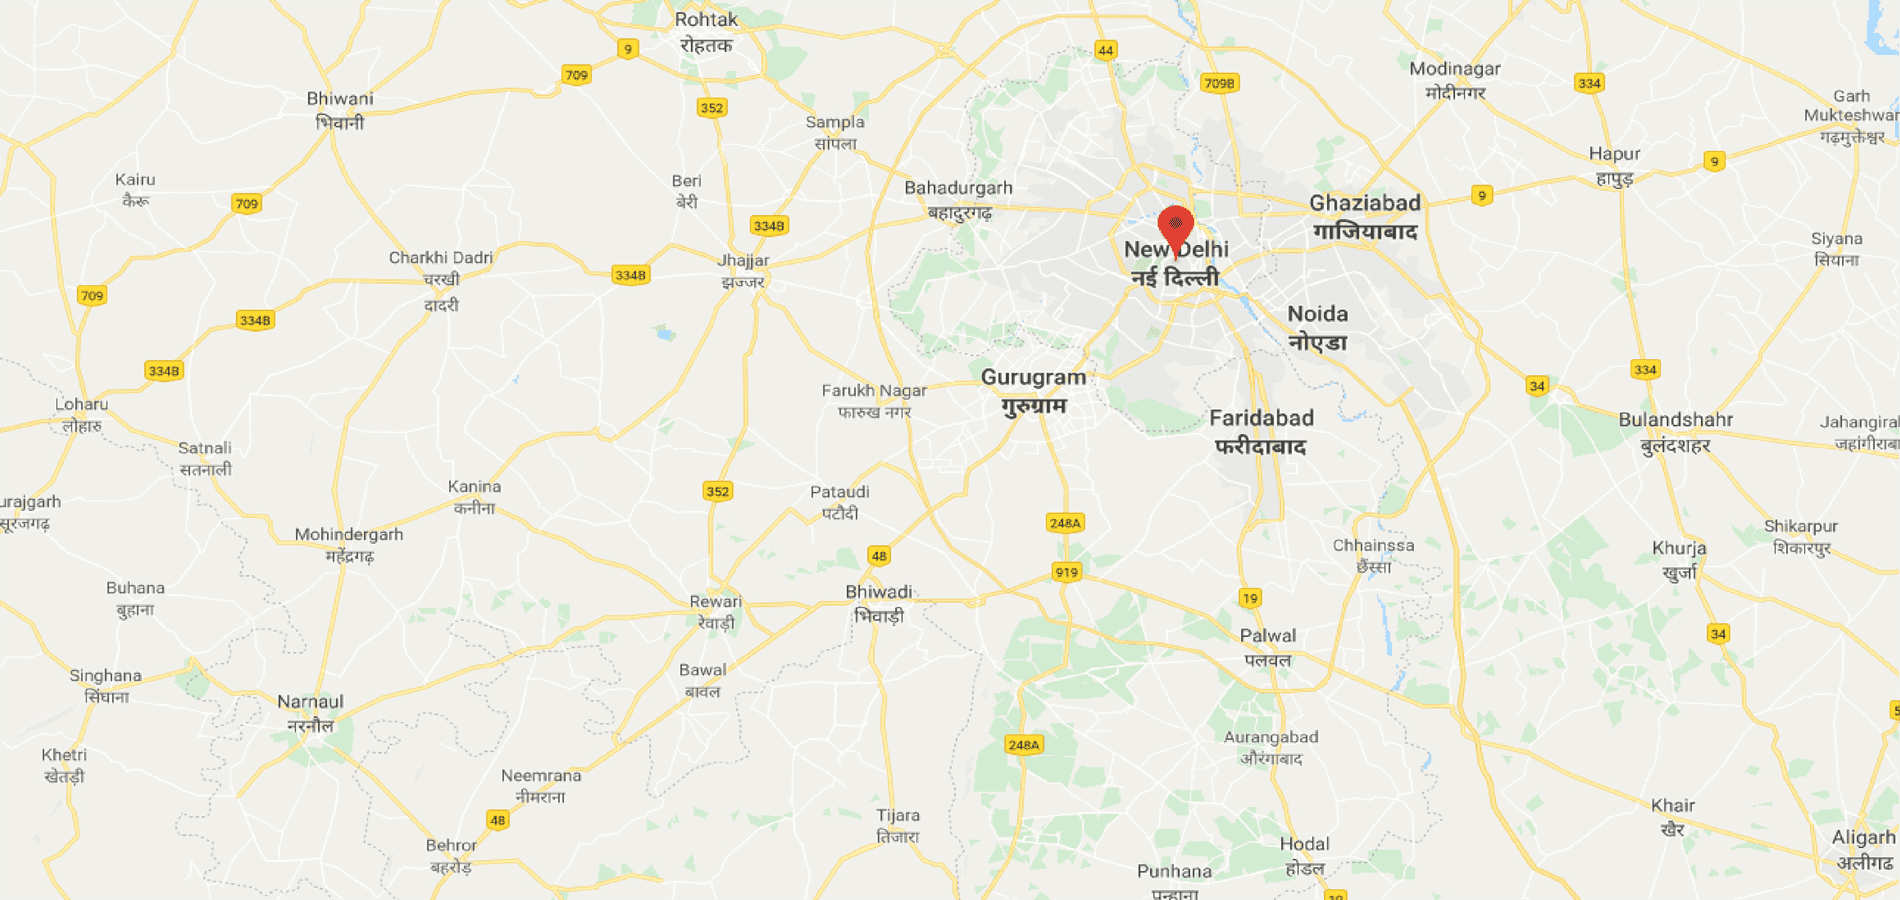 Rohtak
रोहतक
9
44
709
709B
Modinagar
मोदीनगर
334
Bhiwani
भिवानी
352
Garh
Mukteshwar
गढ़मुक्तेश्वर
Sampla
सांपला
Hapur
हापुड़
9
Kairu
कैरू
Beri
बेरी
Bahadurgarh
बहादुरगढ़
9
709
Ghaziabad
गाजियाबाद
334B
New Delhi
नई दिल्ली
Siyana
सियाना
Charkhi Dadri
चरखी
दादरी
Jhajjar
झज्जर
334B
709
334B
Noida
नोएडा
334B
334
Gurugram
गुरुग्राम
34
Farukh Nagar
फारुख नगर
Loharu
लोहारु
Faridabad
फरीदाबाद
Bulandshahr
बुलंदशहर
Jahangiral
जहांगीराबा
Satnali
सतनाली
Kanina
कनीना
352
Pataudi
पटौदी
urajgarh
सूरजगढ़
248A
Mohindergarh
महेंद्रगढ़
Shikarpur
शिकारपुर
Chhainssa
छैंस्सा
Khurja
खुर्जा
48
919
Buhana
बुहाना
Bhiwadi
भिवाड़ी
Rewari
रेवाड़ी
19
Palwal
पलवल
34
Singhana
सिंघाना
Bawal
बावल
Narnaul
नारनौल
5
248A
Aurangabad
औरंगाबाद
Khetri
खेतड़ी
Neemrana
नीमराना
Khair
खैर
48
Tijara
तिजारा
Aligarh
अलीगढ
Behror
बहरोड़
Hodal
होडल
Punhana
पुन्हाना
19